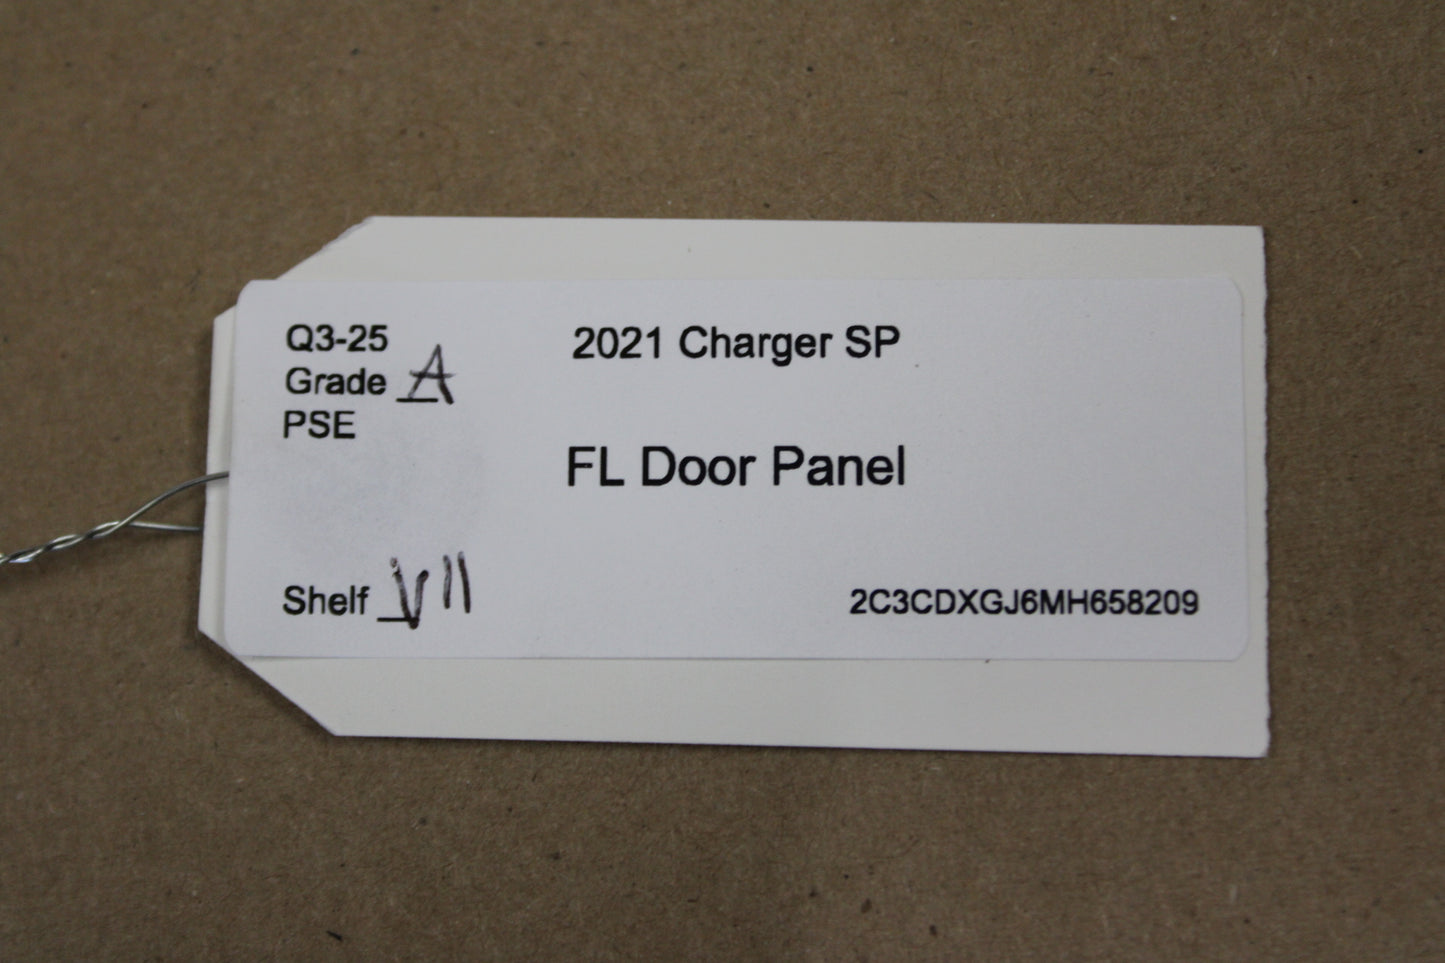 Q3-25
Grade A
PSE
2021 Charger SP
FL Door Panel
Shelf V11
2C3CDXGJ6MH658209